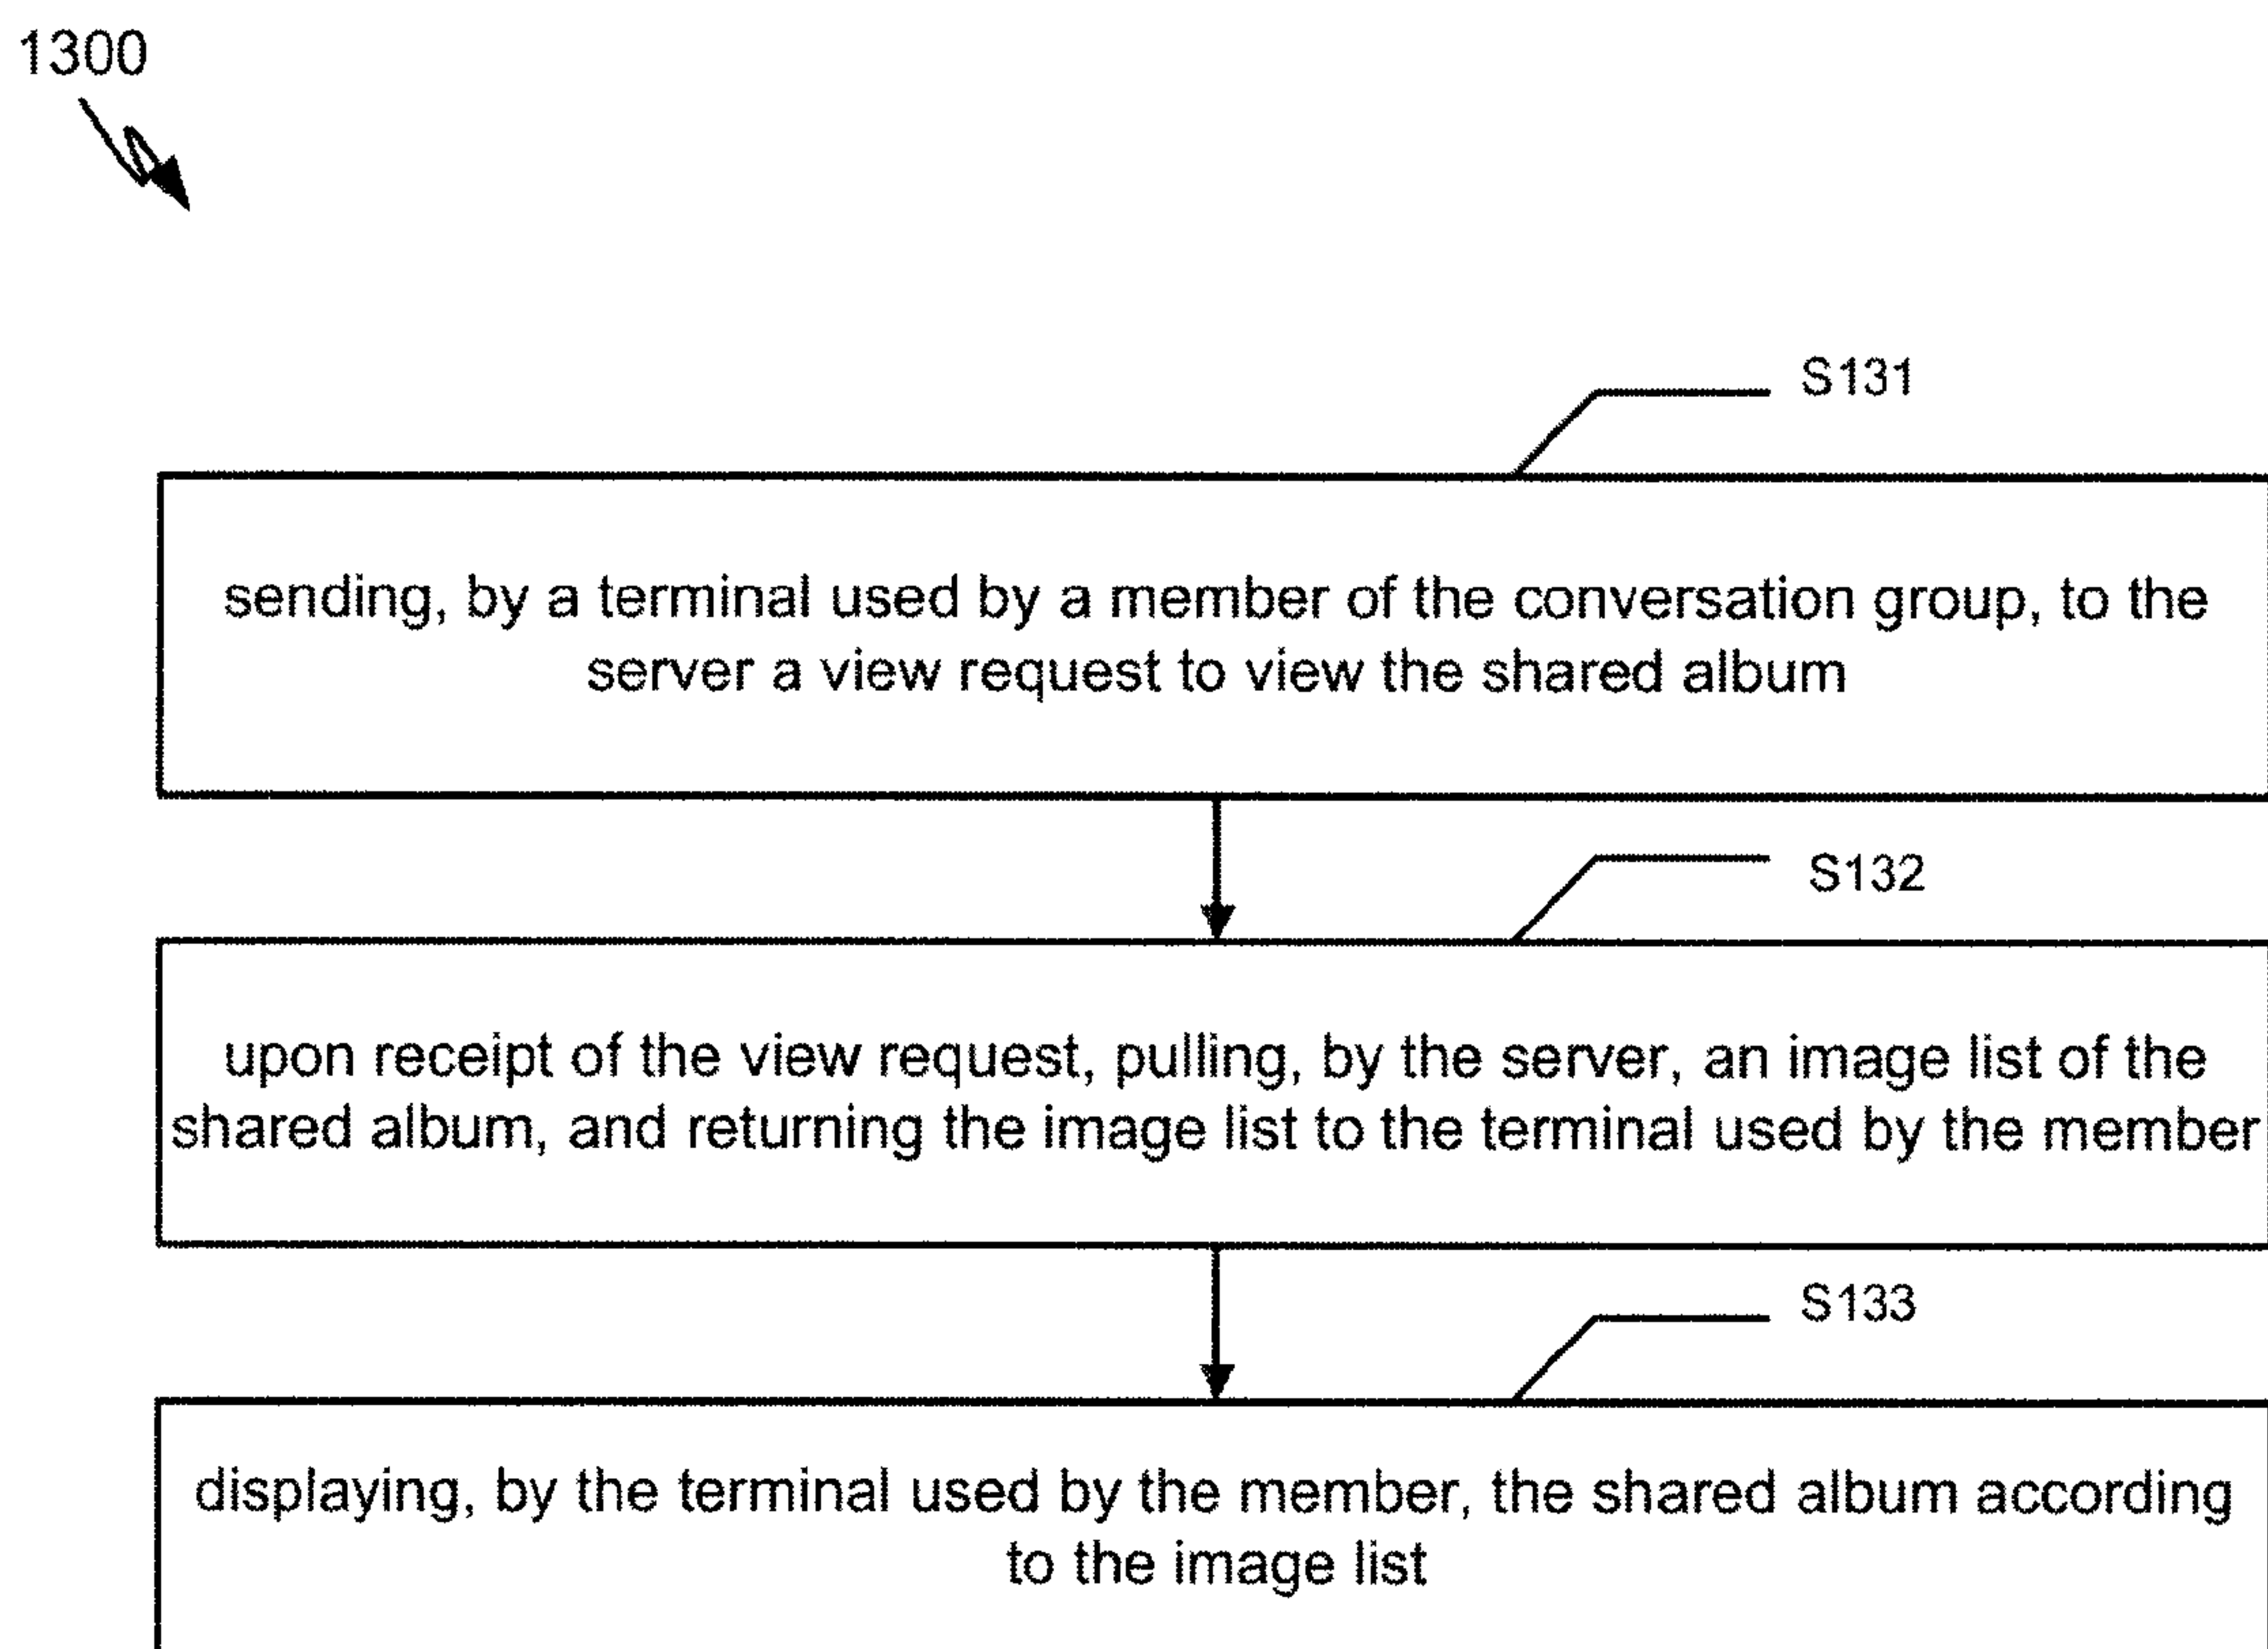 1300
S131
sending, by a terminal used by a member of the conversation group, to the
server a view request to view the shared album
S132
upon receipt of the view request, pulling, by the server, an image list of the
shared album, and returning the image list to the terminal used by the member
S133
displaying, by the terminal used by the member, the shared album according
to the image list